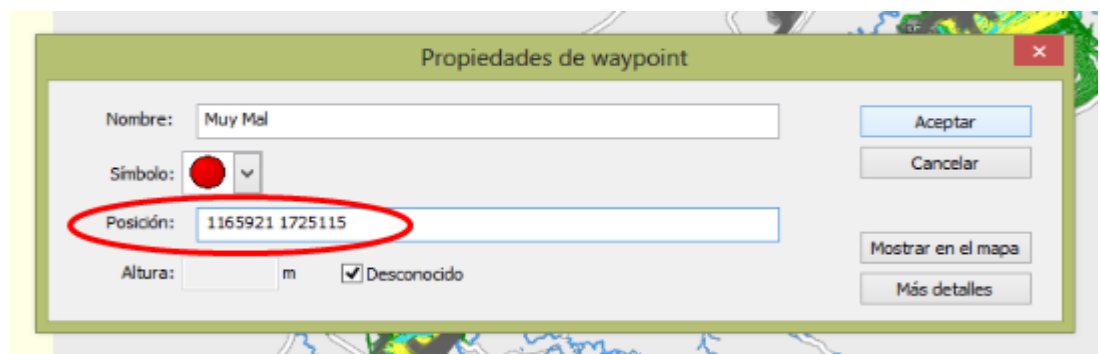 Propiedades de waypoint
×
Nombre: Muy Mal
Aceptar
Símbolo:
Cancelar
Posición: 1165921 1725115
Mostrar en el mapa
Altura: m Desconocido
Más detalles